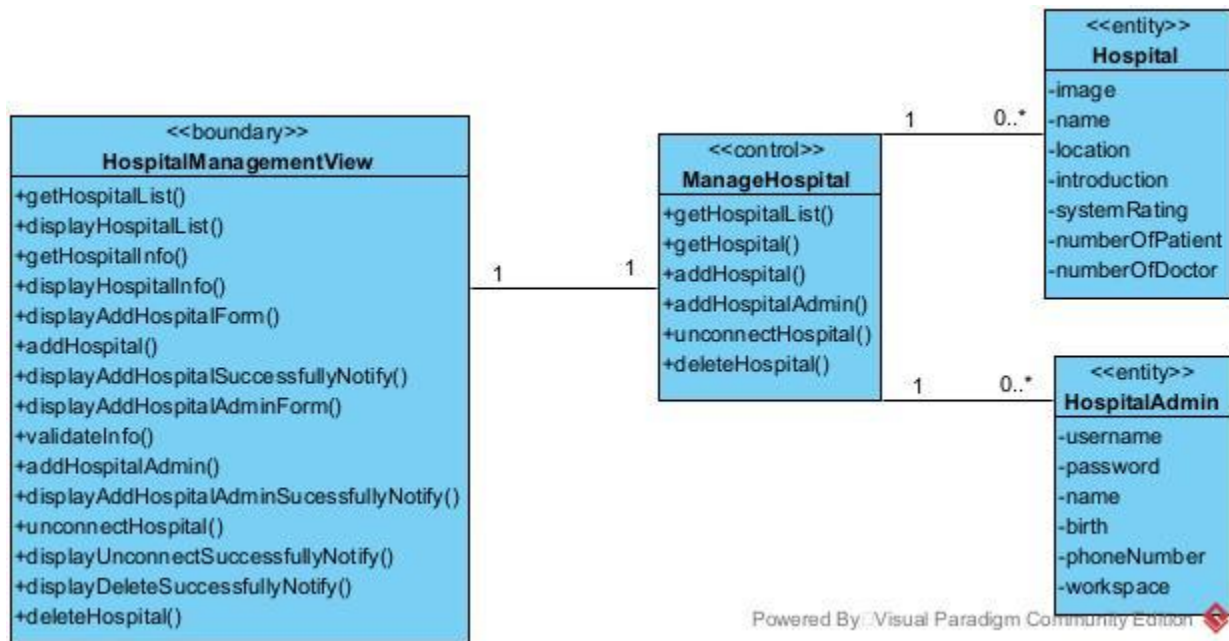 <<boundary>>
HospitalManagementView
+getHospitalList()
+displayHospitalList()
+getHospitalInfo()
+displayHospitalInfo()
+displayAddHospitalForm()
+addHospital()
+displayAddHospitalSuccessfullyNotify()
+displayAddHospitalAdminForm()
+validateInfo()
+addHospitalAdmin()
+displayAddHospitalAdminSucessfullyNotify()
+unconnectHospital()
+displayUnconnectSuccessfullyNotify()
+displayDeleteSuccessfullyNotify()
+deleteHospital()
1 1
<<control>>
ManageHospital
+getHospitalList()
+getHospital()
+addHospital()
+addHospitalAdmin()
+unconnectHospital()
+deleteHospital()
1 0..*
<<entity>>
Hospital
-image
-name
-location
-introduction
-systemRating
-numberOfPatient
-numberOfDoctor
1 0..*
<<entity>>
HospitalAdmin
-username
-password
-name
-birth
-phoneNumber
-workspace
Powered By Visual Paradigm Community Edition